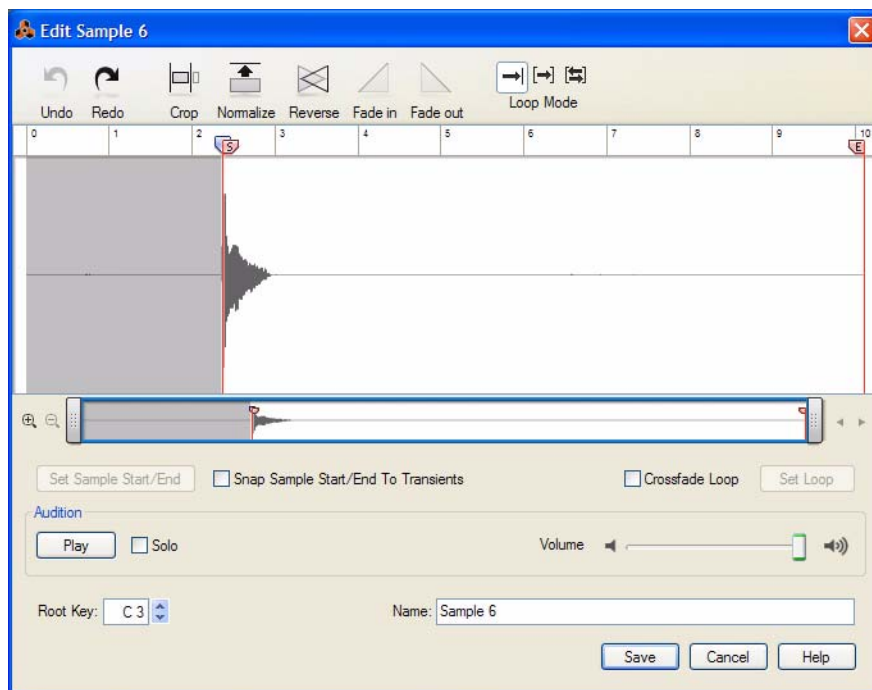 Edit Sample 6
Undo Redo Crop Normalize Reverse Fade in Fade out Loop Mode
0 1 2 3 4 5 6 7 8 9 10
S E
Set Sample Start/End Snap Sample Start/End To Transients Crossfade Loop Set Loop
Audition
Play Solo Volume
Root Key: C 3 Name: Sample 6
Save Cancel Help